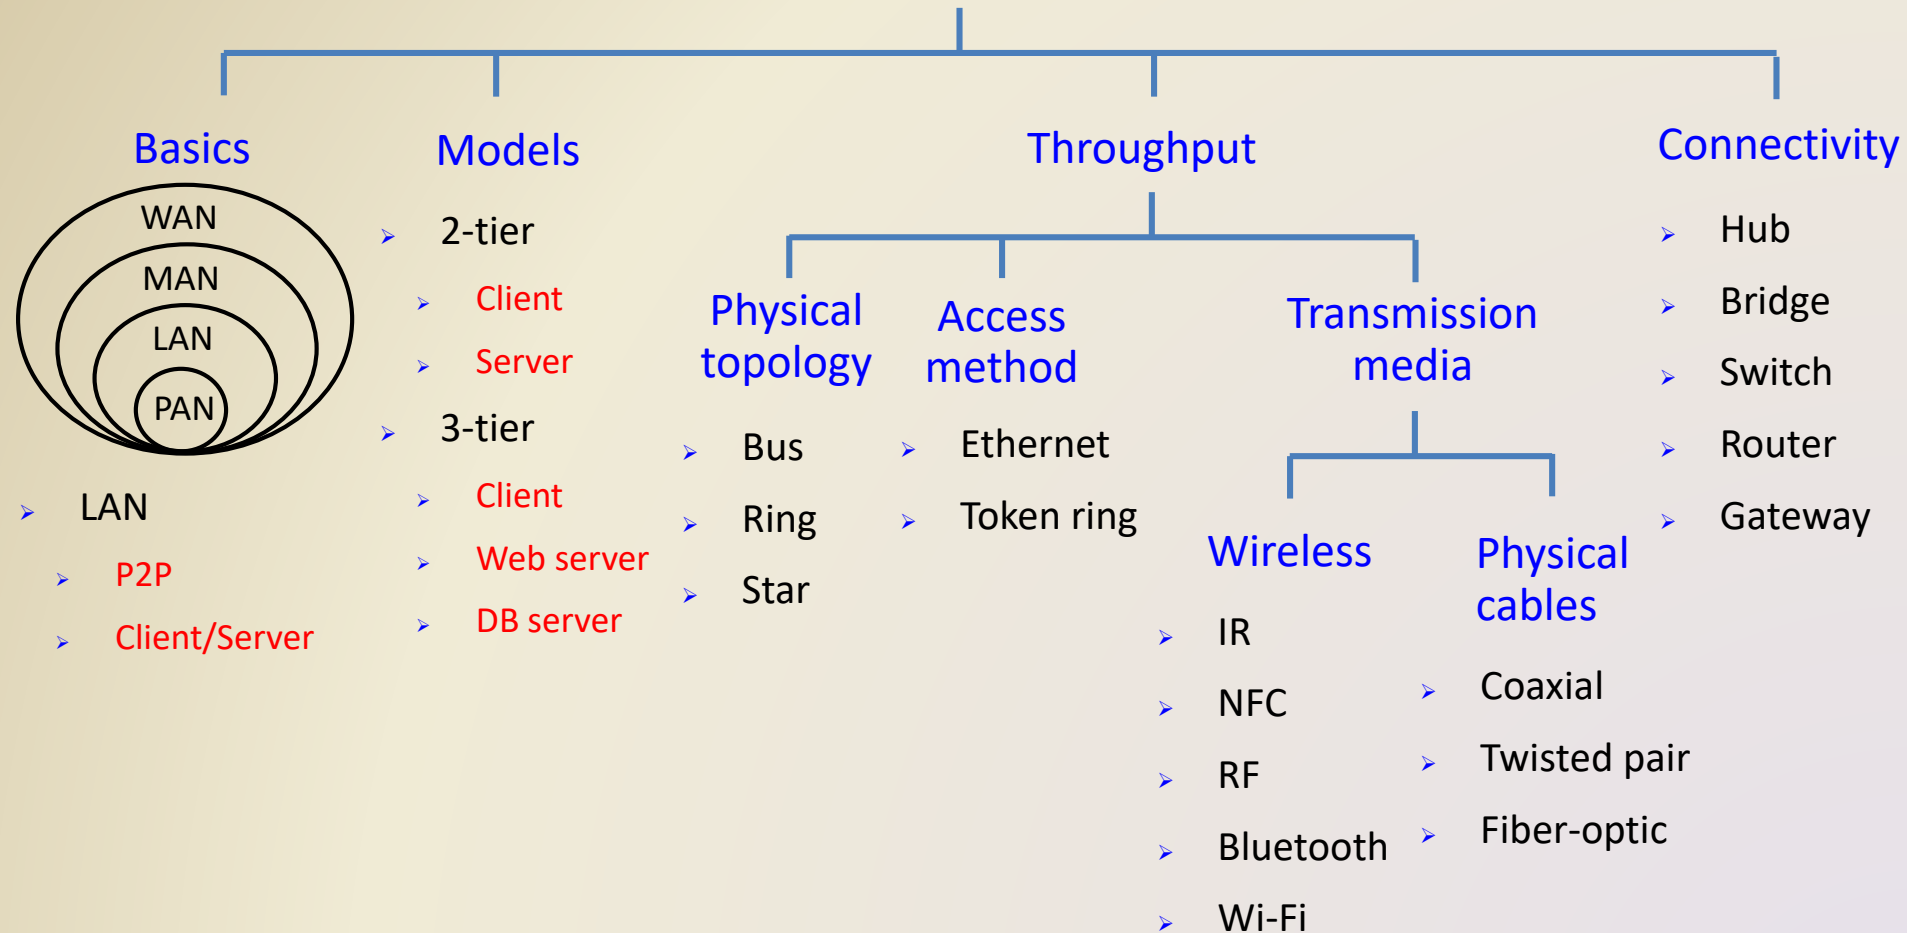 Basics
WAN
MAN
LAN
PAN
LAN
P2P
Client/Server
Models
2-tier
Client
Server
3-tier
Client
Web server
DB server
Throughput
Physical
topology
Bus
Ring
Star
Access
method
Ethernet
Token ring
Transmission
media
Wireless
IR
NFC
RF
Bluetooth
Wi-Fi
Physical
cables
Coaxial
Twisted pair
Fiber-optic
Connectivity
Hub
Bridge
Switch
Router
Gateway